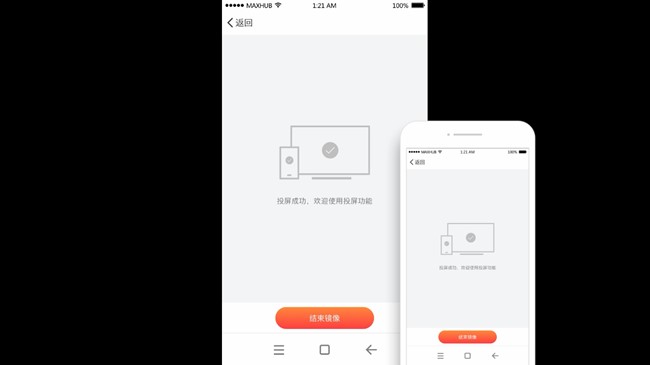 MAXHUB
1:21 AM
100%
返回
投屏成功，欢迎使用投屏功能
结束镜像
MAXHUB
1:21 AM
100%
返回
投屏成功，欢迎使用投屏功能
结束镜像